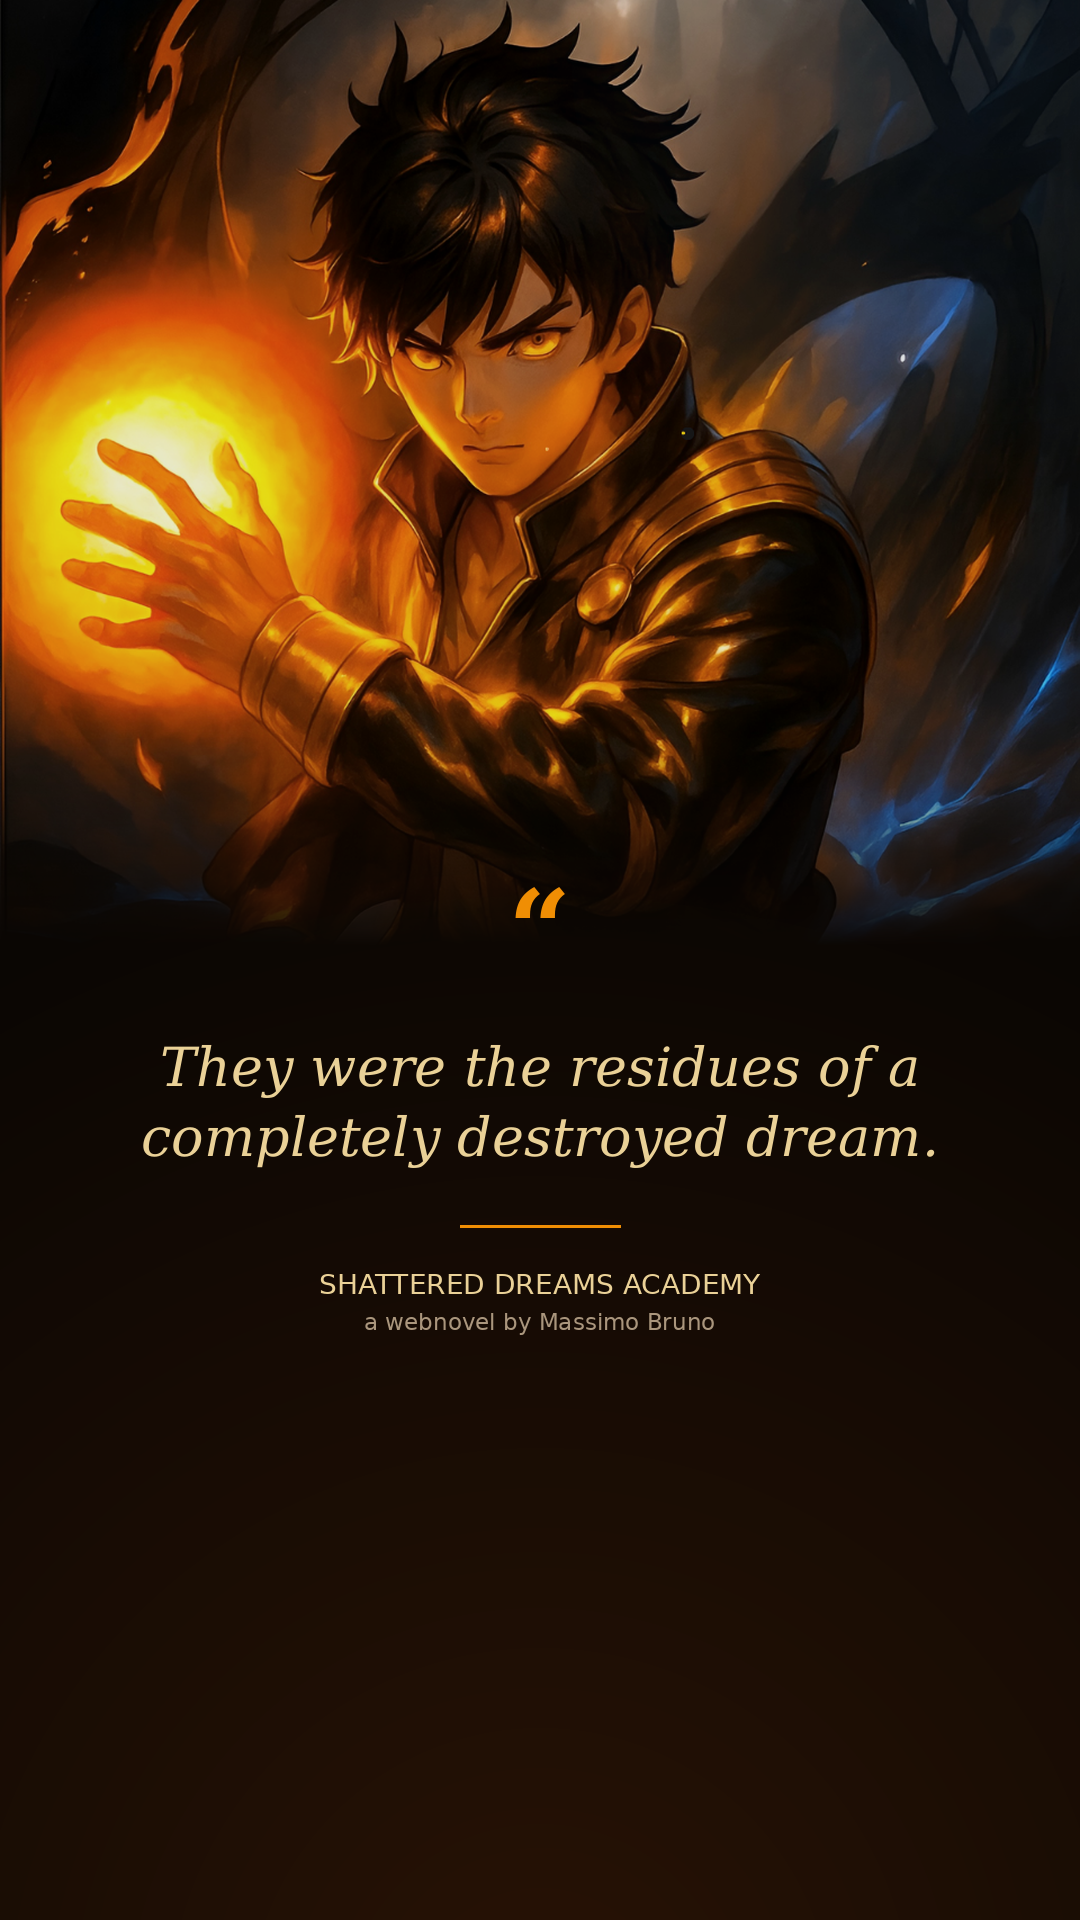 “
They were the residues of a
completely destroyed dream.
SHATTERED DREAMS ACADEMY
a webnovel by Massimo Bruno